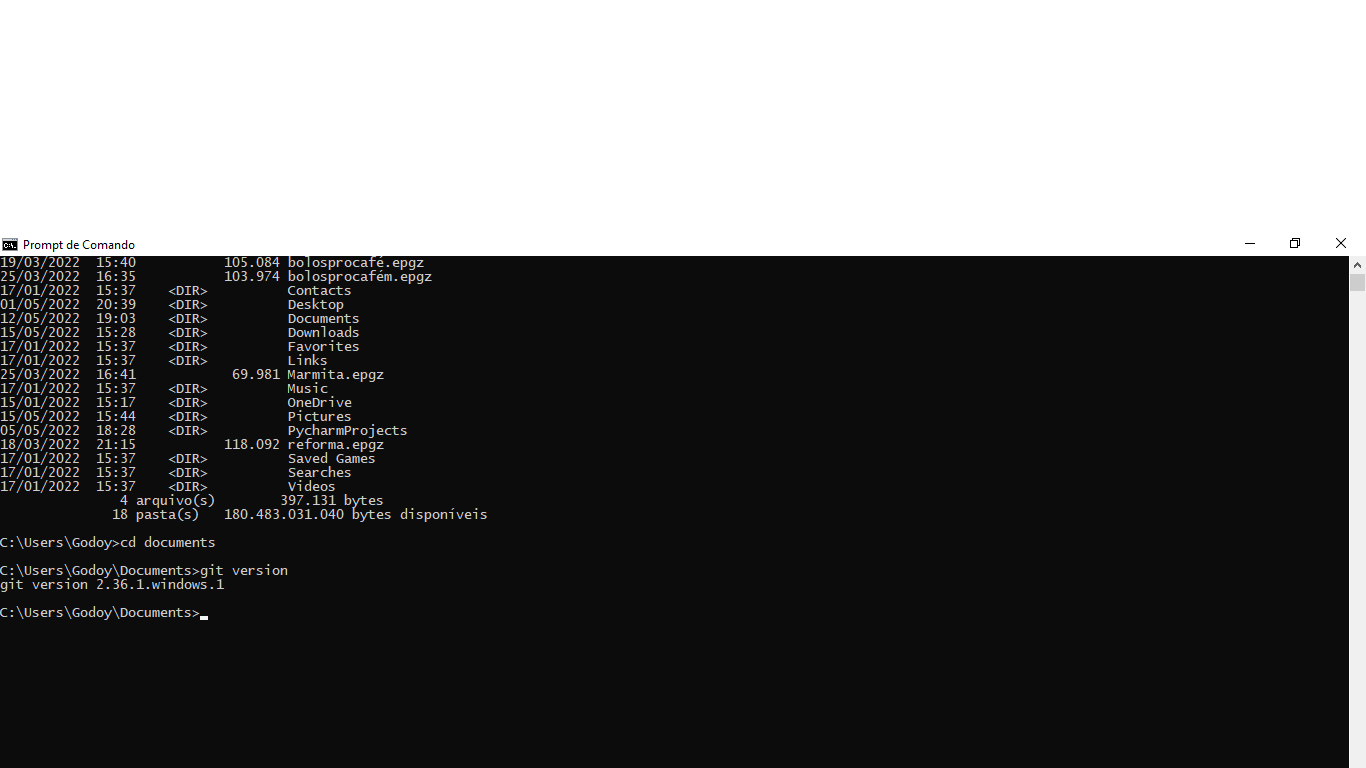 Prompt de Comando
19/03/2022  15:40           105.084 bolosprocafé.epgz
25/03/2022  16:35           103.974 bolosprocafém.epgz
17/01/2022  15:37    <DIR>          Contacts
01/05/2022  20:39    <DIR>          Desktop
12/05/2022  19:03    <DIR>          Documents
15/05/2022  15:28    <DIR>          Downloads
17/01/2022  15:37    <DIR>          Favorites
17/01/2022  15:37    <DIR>          Links
25/03/2022  16:41            69.981 Marmita.epgz
17/01/2022  15:37    <DIR>          Music
15/01/2022  15:17    <DIR>          OneDrive
15/05/2022  15:44    <DIR>          Pictures
05/05/2022  18:28    <DIR>          PycharmProjects
18/03/2022  21:15           118.092 reforma.epgz
17/01/2022  15:37    <DIR>          Saved Games
17/01/2022  15:37    <DIR>          Searches
17/01/2022  15:37    <DIR>          Videos
               4 arquivo(s)        397.131 bytes
              18 pasta(s)   180.483.031.040 bytes disponíveis
C:\Users\Godoy>cd documents
C:\Users\Godoy\Documents>git version
git version 2.36.1.windows.1
C:\Users\Godoy\Documents>